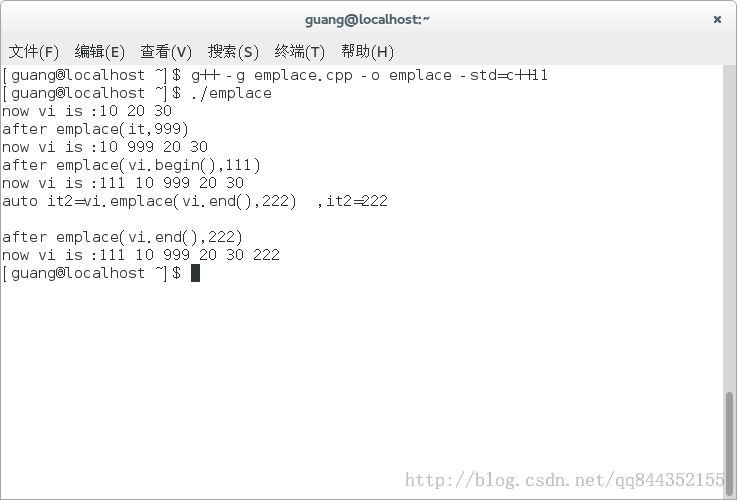 guang@localhost:~
文件(F) 编辑(E) 查看(V) 搜索(S) 终端(T) 帮助(H)
[guang@localhost ~]$ g++ -g emplace.cpp -o emplace -std=c++11
[guang@localhost ~]$ ./emplace
now vi is :10 20 30
after emplace(it,999)
now vi is :10 999 20 30
after emplace(vi.begin(),111)
now vi is :111 10 999 20 30
auto it2=vi.emplace(vi.end(),222)  ,it2=222
after emplace(vi.end(),222)
now vi is :111 10 999 20 30 222
[guang@localhost ~]$
http://blog.csdn.net/qq844352155